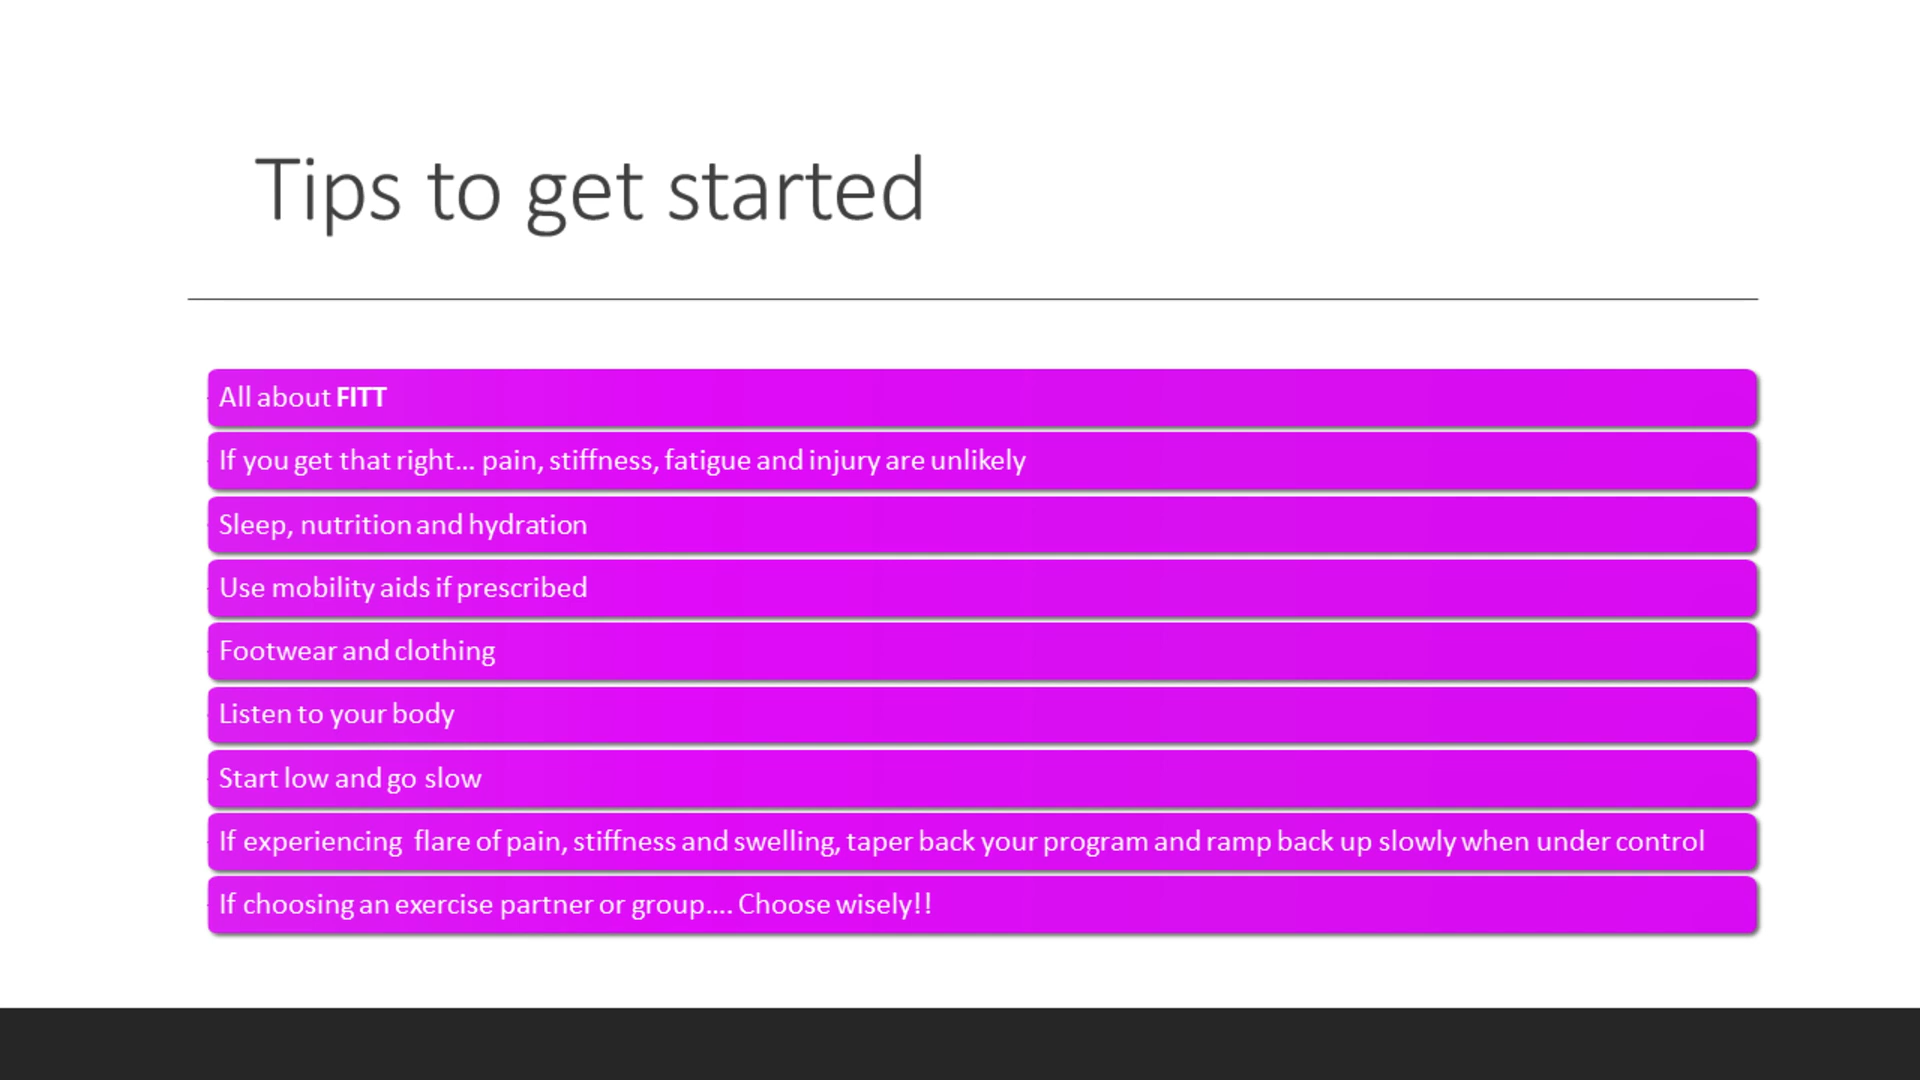 Tips to get started
All about FITT
If you get that right... pain, stiffness, fatigue and injury are unlikely
Sleep, nutrition and hydration
Use mobility aids if prescribed
Footwear and clothing
Listen to your body
Start low and go slow
If experiencing  flare of pain, stiffness and swelling, taper back your program and ramp back up slowly when under control
If choosing an exercise partner or group.... Choose wisely!!